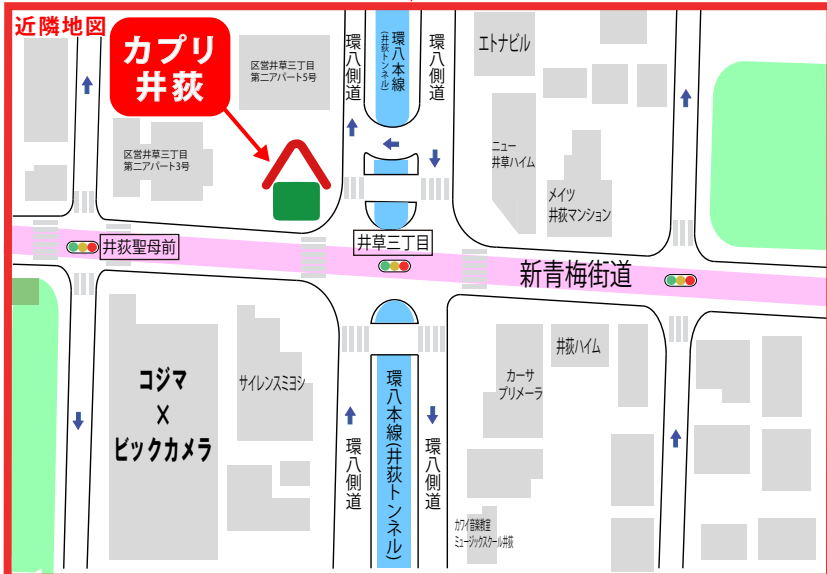 近隣地図
カプリ
井荻
区営井草三丁目
第二アパート5号
環八側道
環八本線
(井荻トンネル)
環八側道
エトナビル
区営井草三丁目
第二アパート3号
ニュー
井草ハイム
メイツ
井荻マンション
井荻聖母前
井草三丁目
新青梅街道
コジマ
×
ビックカメラ
サイレンスミヨシ
環八側道
環八本線(井荻トンネル)
環八側道
井荻ハイム
カーサ
プリメーラ
カワイ音楽教室
ミュージックスクール井荻